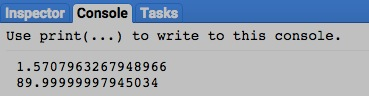 Inspector Console Tasks
Use print(...) to write to this console.
1.5707963267948966
89.99999997945034